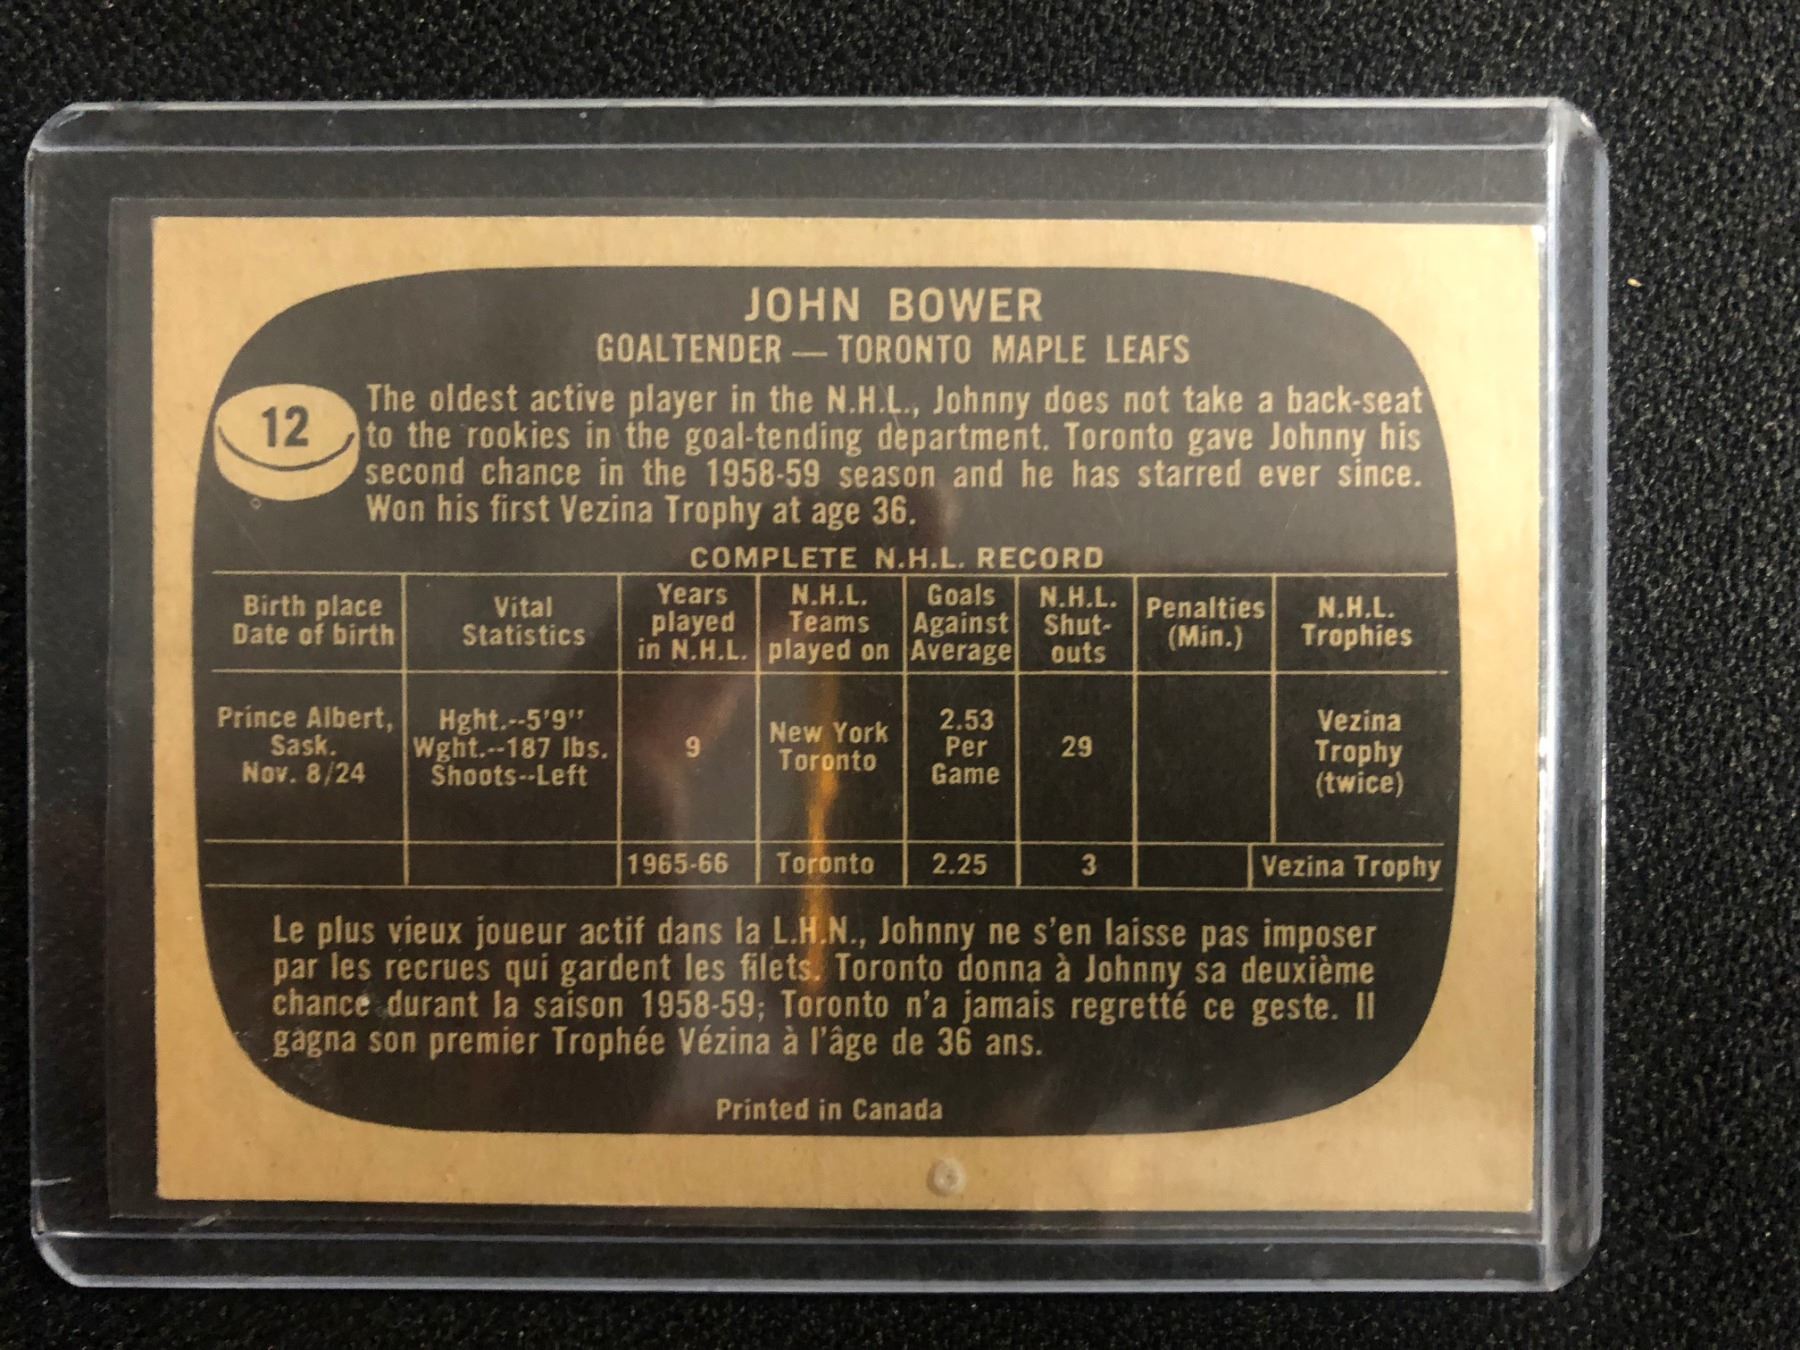 JOHN BOWER
GOALTENDER — TORONTO MAPLE LEAFS
12
The oldest active player in the N.H.L., Johnny does not take a back-seat
to the rookies in the goal-tending department. Toronto gave Johnny his
second chance in the 1958-59 season and he has starred ever since.
Won his first Vezina Trophy at age 36.
COMPLETE N.H.L. RECORD
Birth place
Date of birth
Vital
Statistics
Years
played
in N.H.L.
N.H.L.
Teams
played on
Goals
Against
Average
N.H.L.
Shut-
outs
Penalties
(Min.)
N.H.L.
Trophies
Prince Albert,
Sask.
Nov. 8/24
Hght.--5'9"
Wght.--187 lbs.
Shoots--Left
9
New York
Toronto
2.53
Per
Game
29
Vezina
Trophy
(twice)
1965-66
Toronto
2.25
3
Vezina Trophy
Le plus vieux joueur actif dans la L.H.N., Johnny ne s'en laisse pas imposer
par les recrues qui gardent les filets. Toronto donna à Johnny sa deuxième
chance durant la saison 1958-59; Toronto n'a jamais regretté ce geste. Il
gagna son premier Trophée Vézina à l'âge de 36 ans.
Printed in Canada